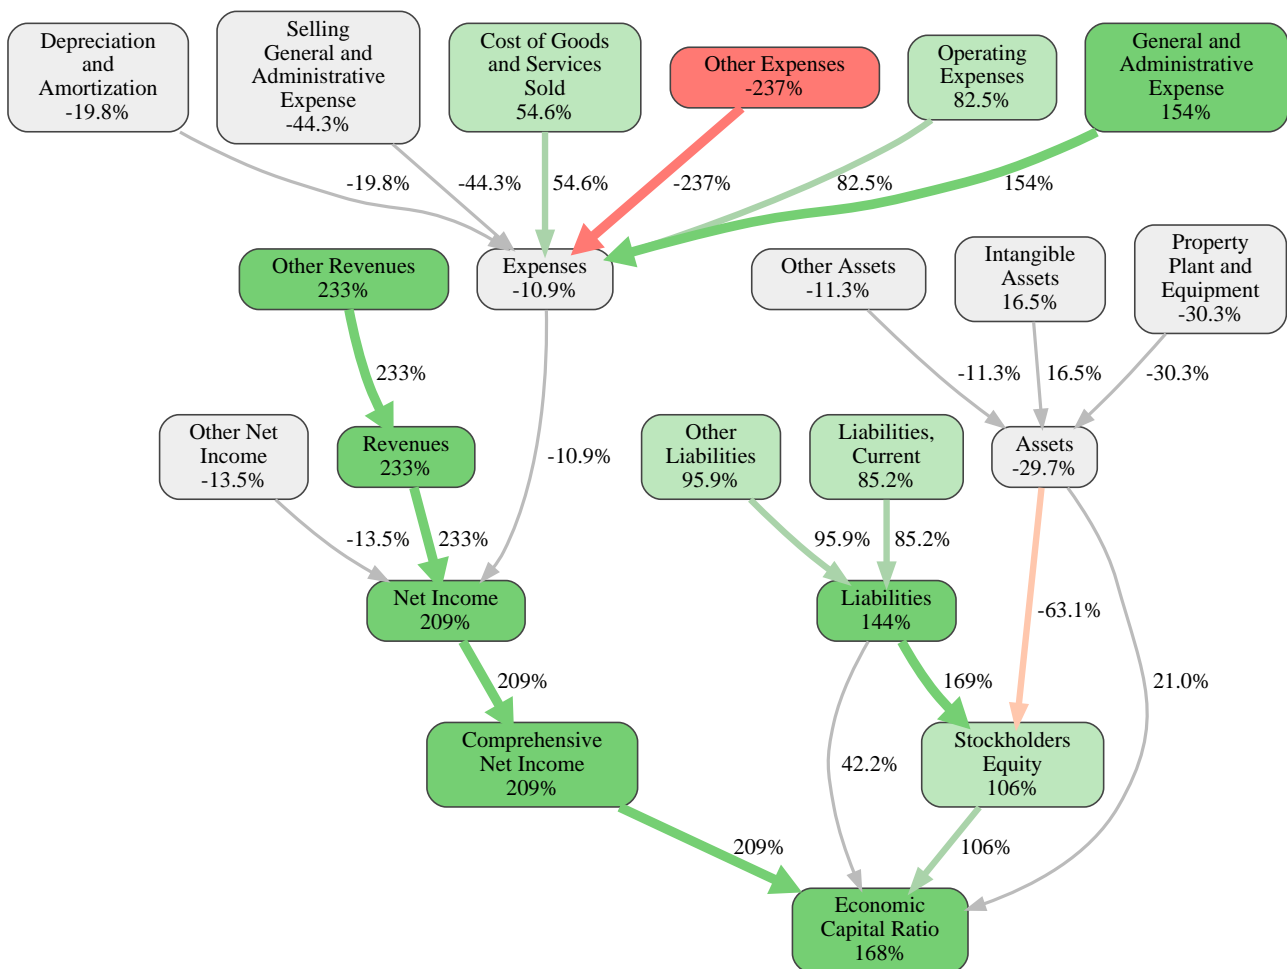 Depreciation
and
Amortization
-19.8%
Selling
General and
Administrative
Expense
-44.3%
Cost of Goods
and Services
Sold
54.6%
Other Expenses
-237%
Operating
Expenses
82.5%
General and
Administrative
Expense
154%
-19.8%
-44.3%
54.6%
-237%
82.5%
154%
Other Revenues
233%
Expenses
-10.9%
Other Assets
-11.3%
Intangible
Assets
16.5%
Property
Plant and
Equipment
-30.3%
233%
-11.3%
16.5%
-30.3%
Other Net
Income
-13.5%
Revenues
233%
-10.9%
Other
Liabilities
95.9%
Liabilities,
Current
85.2%
Assets
-29.7%
-13.5%
233%
95.9%
85.2%
Net Income
209%
Liabilities
144%
-63.1%
209%
169%
21.0%
Comprehensive
Net Income
209%
42.2%
Stockholders
Equity
106%
209%
106%
Economic
Capital Ratio
168%